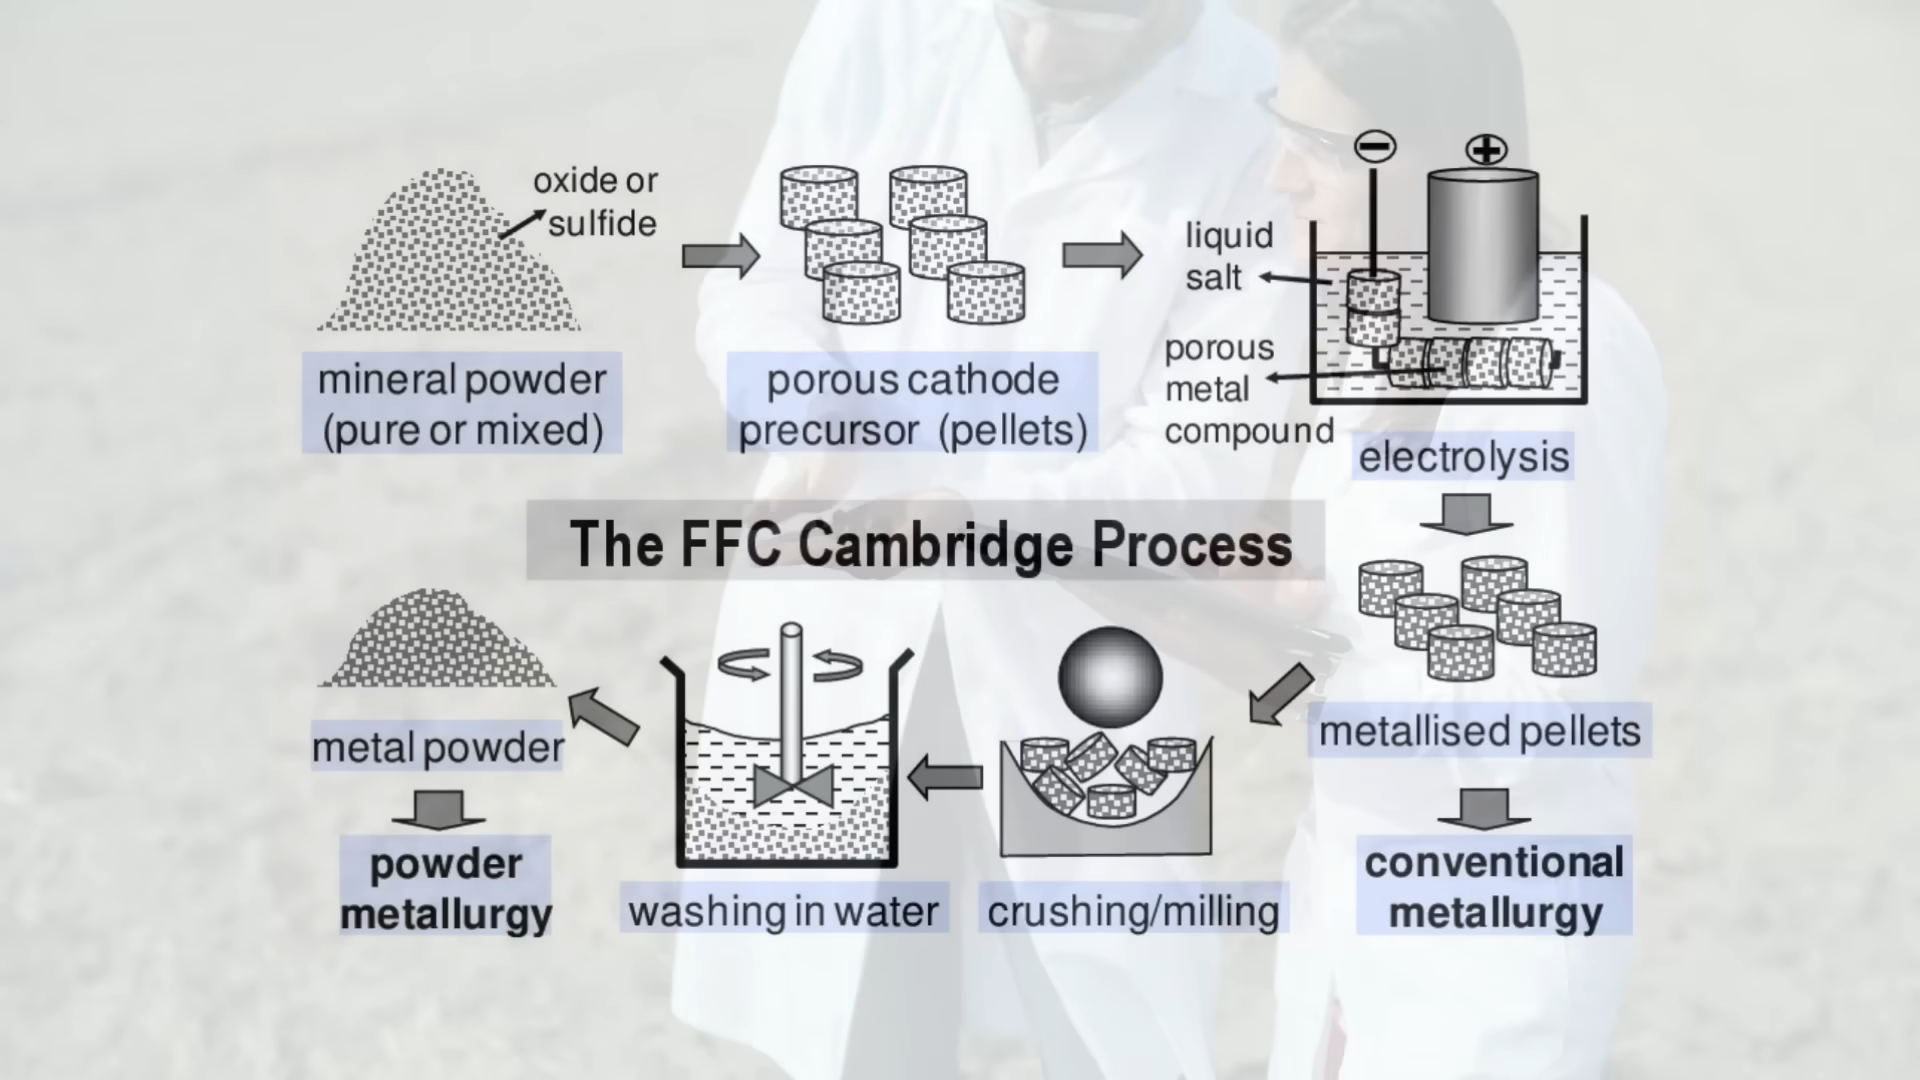 oxide or
sulfide
mineral powder
(pure or mixed)
porous cathode
precursor (pellets)
liquid
salt
porous
metal
compound
electrolysis
The FFC Cambridge Process
metallised pellets
conventional
metallurgy
crushing/milling
washing in water
metal powder
powder
metallurgy